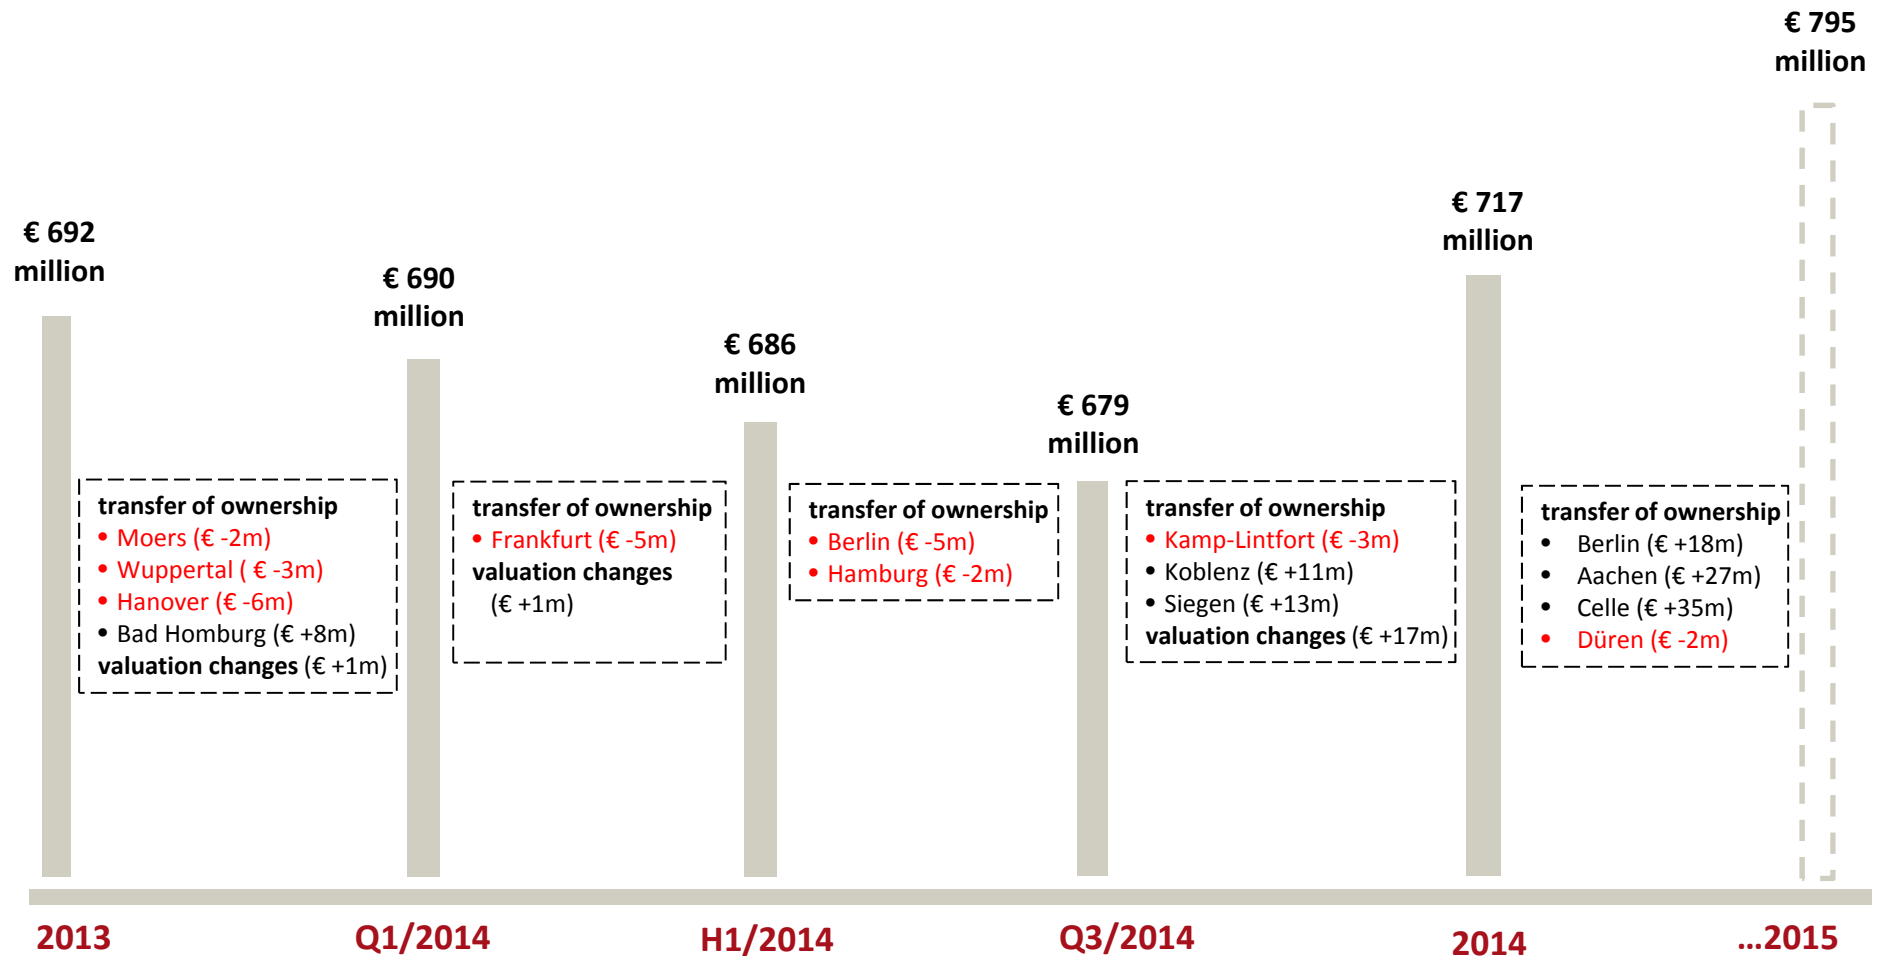 € 795
million
€ 717
million
€ 692
million
€ 690
million
€ 686
million
€ 679
million
transfer of ownership
• Moers (€ -2m)
• Wuppertal ( € -3m)
• Hanover (€ -6m)
• Bad Homburg (€ +8m)
valuation changes (€ +1m)
transfer of ownership
• Frankfurt (€ -5m)
valuation changes
(€ +1m)
transfer of ownership
• Berlin (€ -5m)
• Hamburg (€ -2m)
transfer of ownership
• Kamp-Lintfort (€ -3m)
• Koblenz (€ +11m)
• Siegen (€ +13m)
valuation changes (€ +17m)
transfer of ownership
• Berlin (€ +18m)
• Aachen (€ +27m)
• Celle (€ +35m)
• Düren (€ -2m)
2013
Q1/2014
H1/2014
Q3/2014
2014
...2015